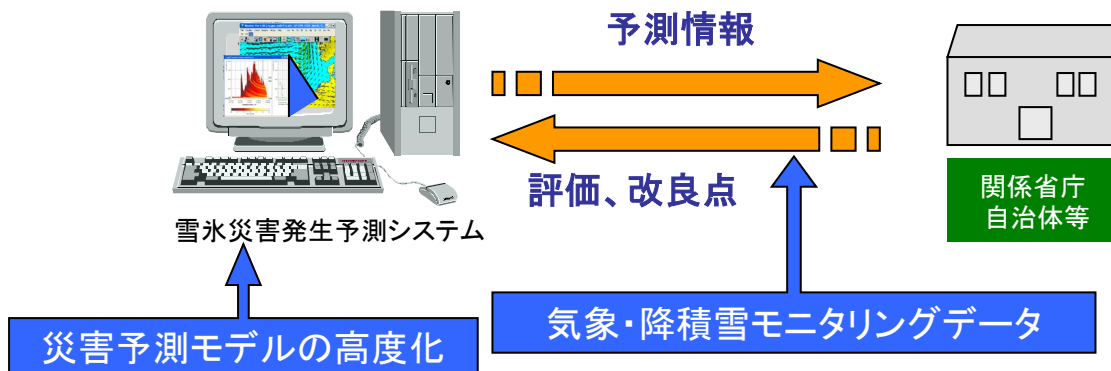 予測情報
評価、改良点
関係省庁
自治体等
雪氷災害発生予測システム
災害予測モデルの高度化
気象・降積雪モニタリングデータ